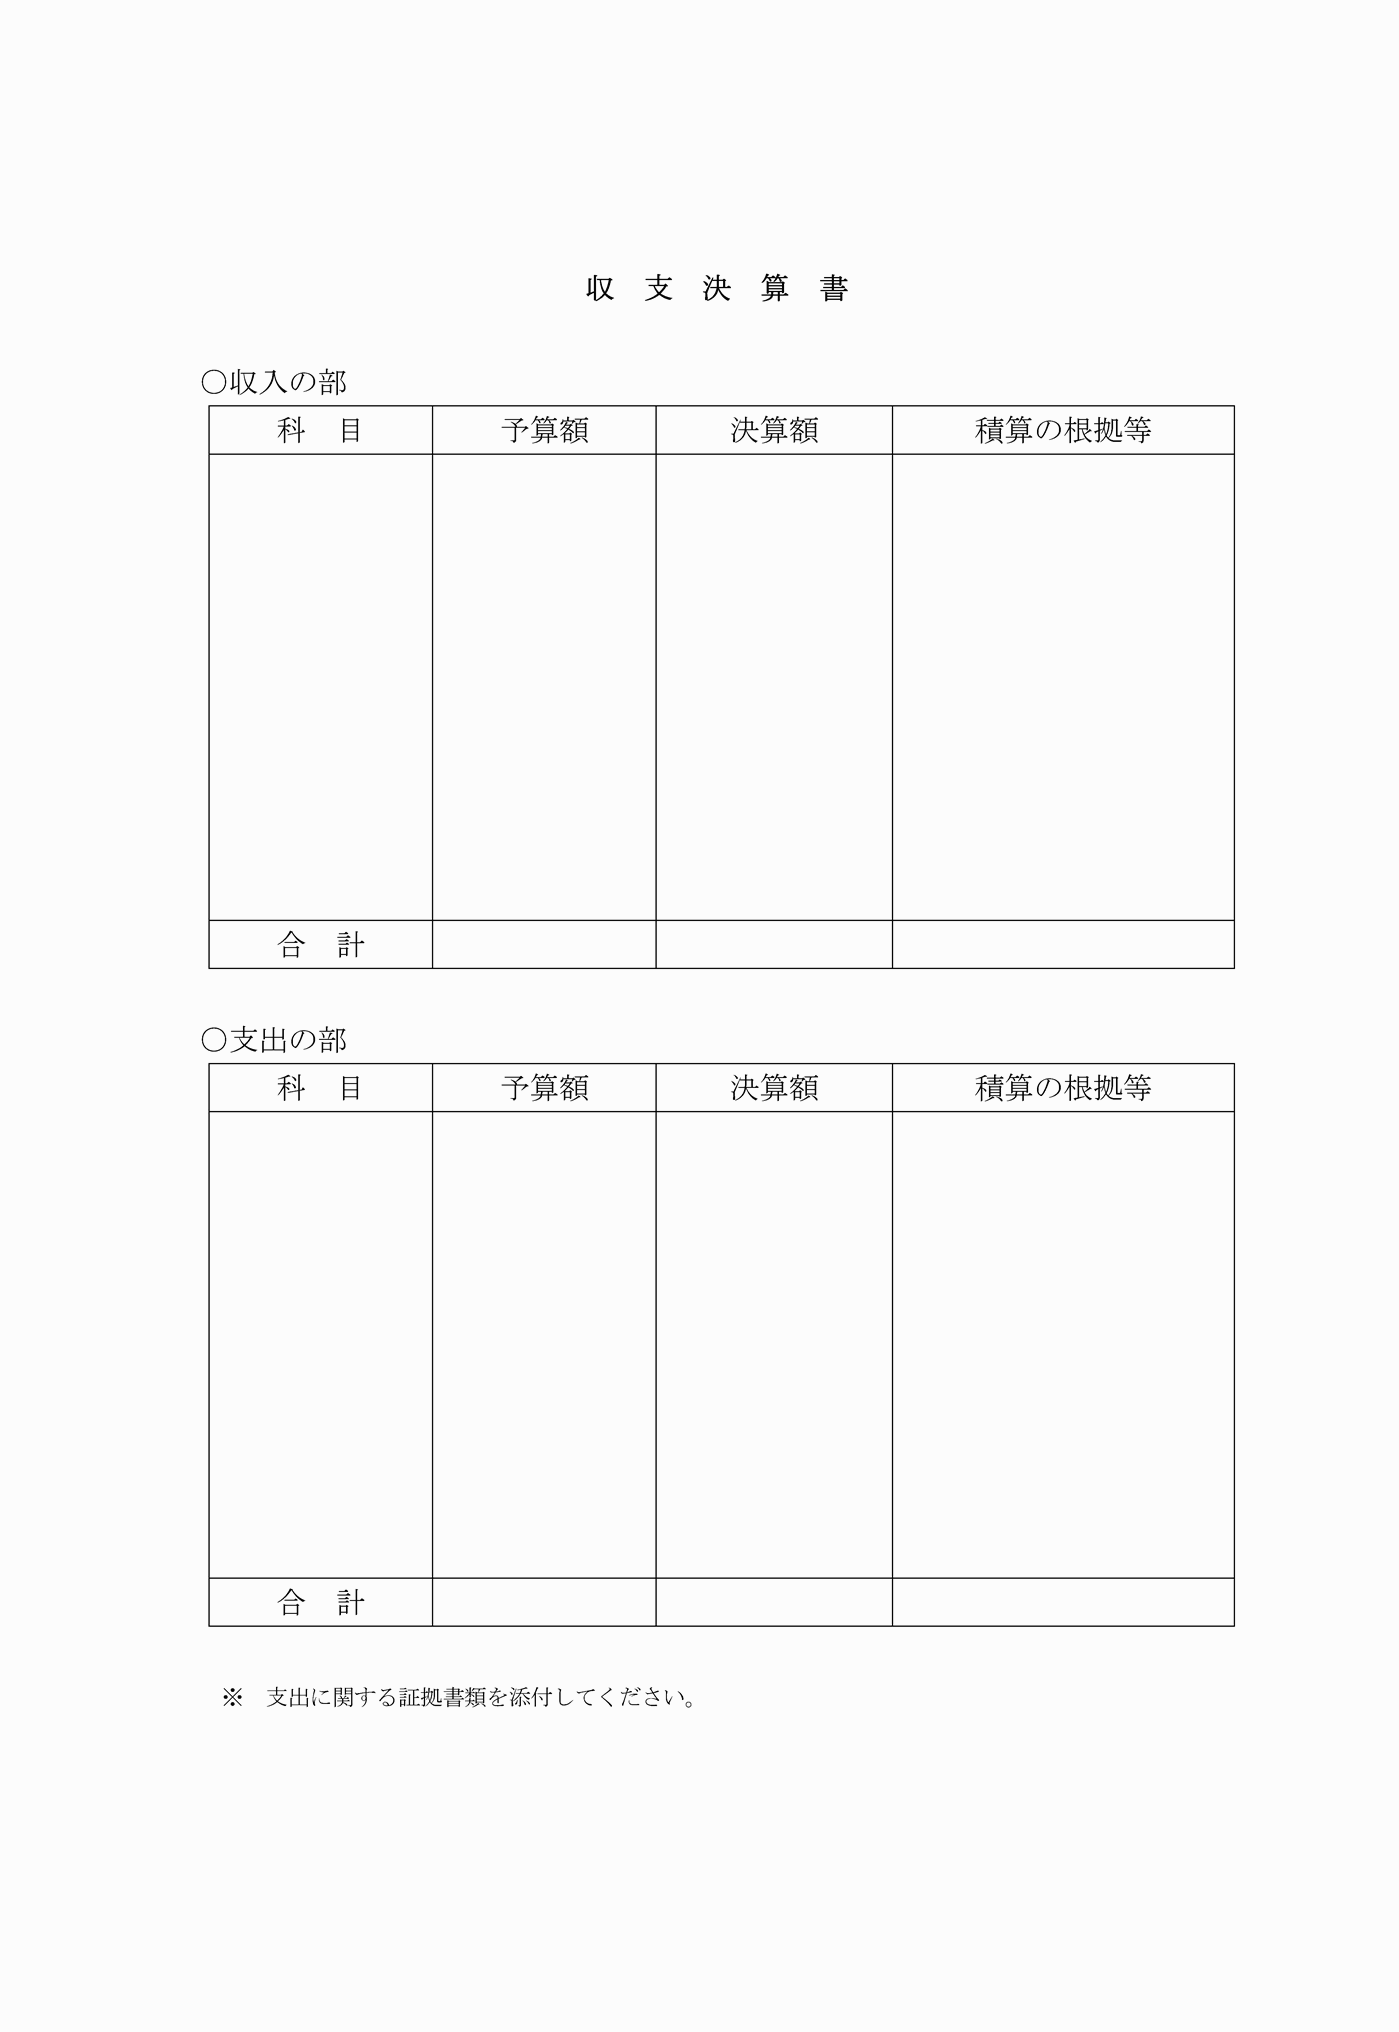 収　支　決　算　書
○収入の部
科　目　予算額　決算額　積算の根拠等
合　計
○支出の部
科　目　予算額　決算額　積算の根拠等
合　計
※　支出に関する証拠書類を添付してください。